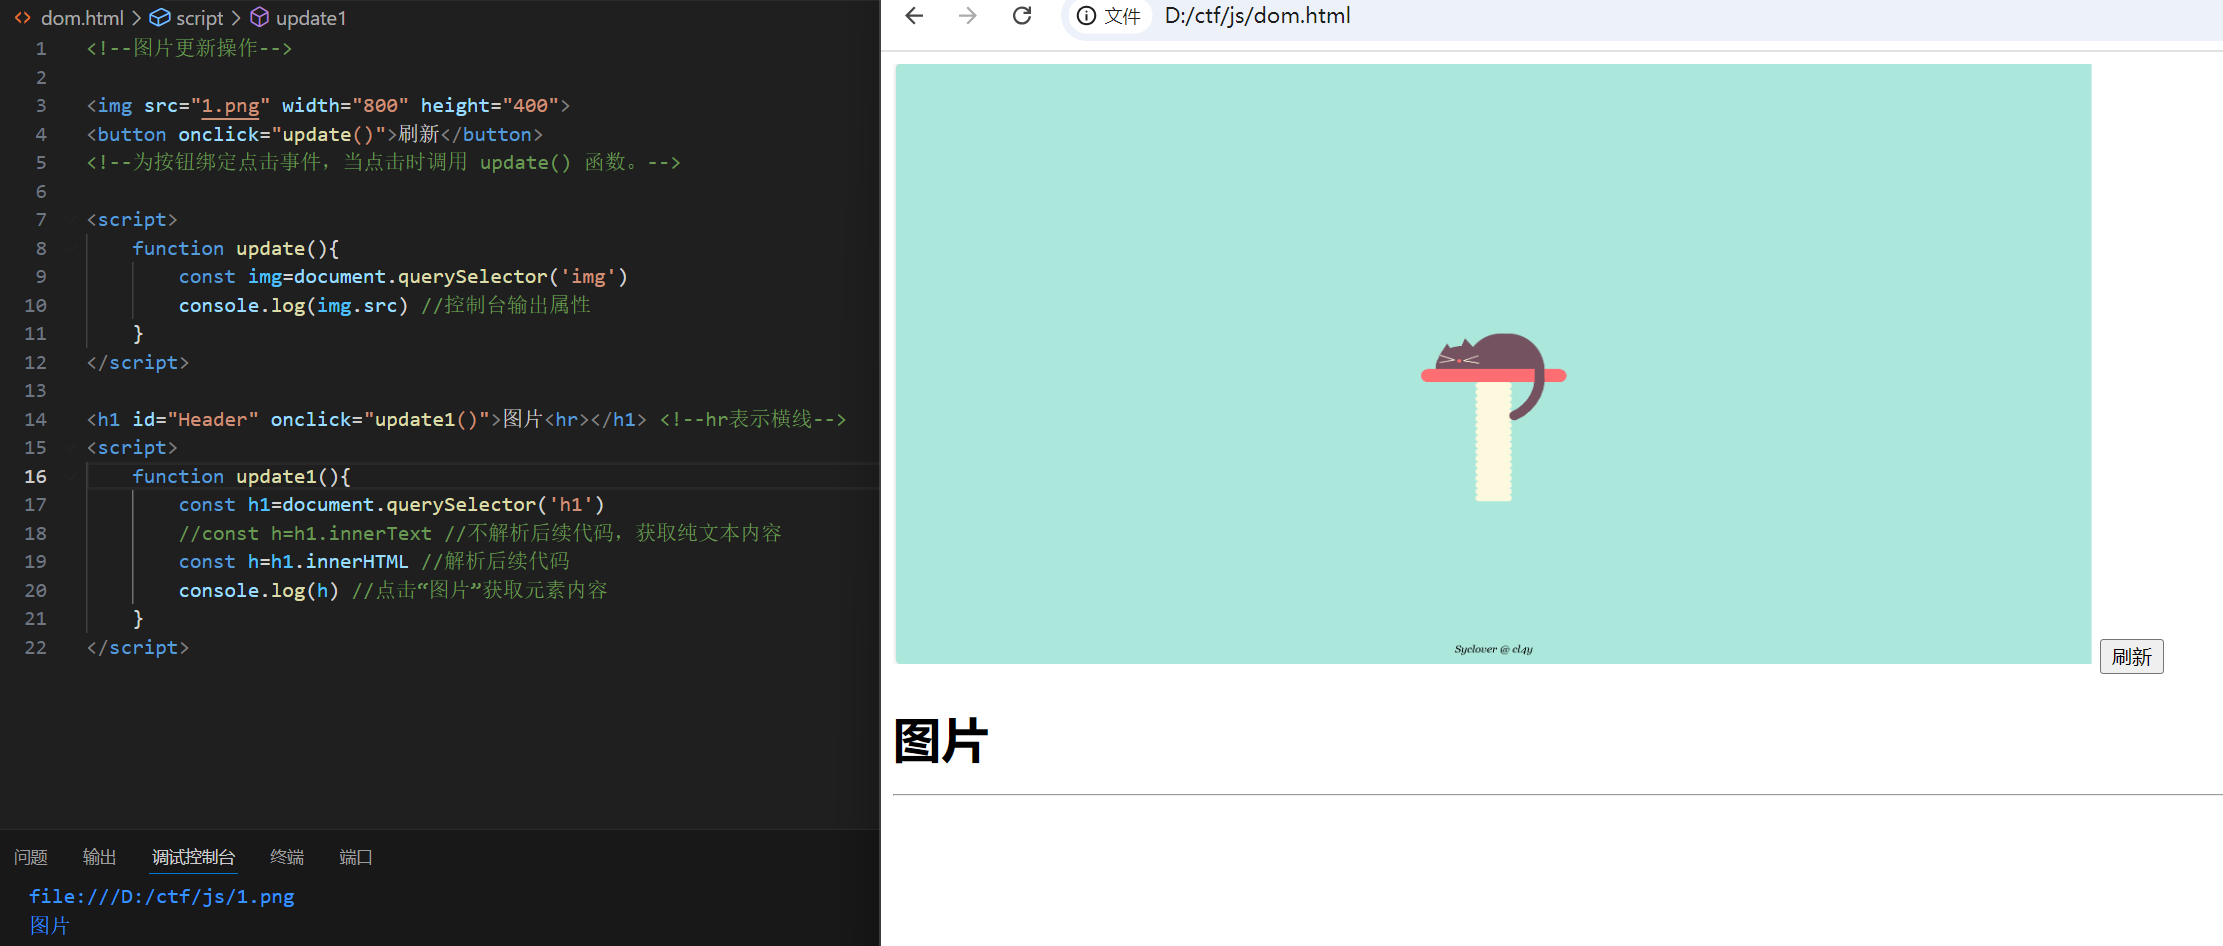 dom.html > script > update1
1 <!--图片更新操作-->
2
3 <img src="1.png" width="800" height="400">
4 <button onclick="update()">刷新</button>
5 <!--为按钮绑定点击事件，当点击时调用 update() 函数。-->
6
7 <script>
8     function update(){
9         const img=document.querySelector('img')
10         console.log(img.src) //控制台输出属性
11     }
12 </script>
13
14 <h1 id="Header" onclick="update1()">图片<hr></h1> <!--hr表示横线-->
15 <script>
16     function update1(){
17         const h1=document.querySelector('h1')
18         //const h=h1.innerText //不解析后续代码，获取纯文本内容
19         const h=h1.innerHTML //解析后续代码
20         console.log(h) //点击“图片”获取元素内容
21     }
22 </script>
问题 输出 调试控制台 终端 端口
file:///D:/ctf/js/1.png
图片
文件 D:/ctf/js/dom.html
Syclover @ cl4y
刷新
图片